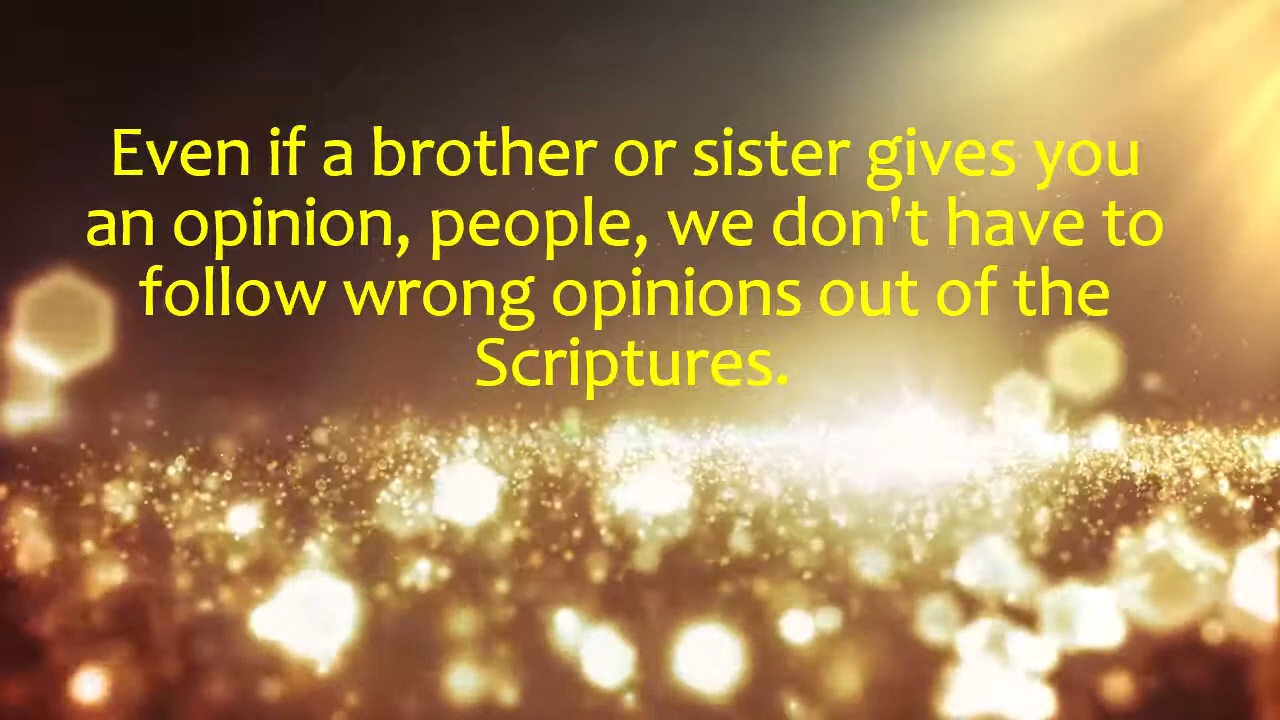 Even if a brother or sister gives you
an opinion, people, we don't have to
follow wrong opinions out of the
Scriptures.